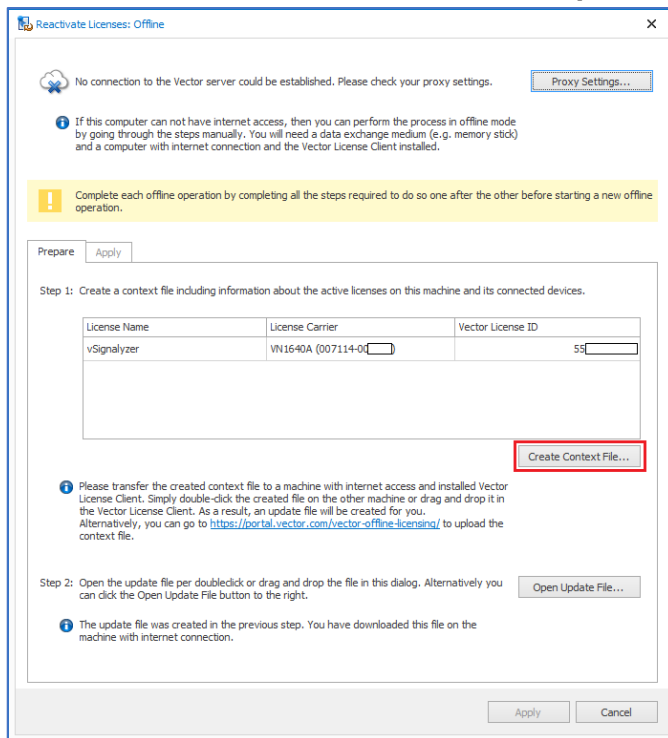 Reactivate Licenses: Offline
No connection to the Vector server could be established. Please check your proxy settings.
Proxy Settings...
If this computer can not have internet access, then you can perform the process in offline mode
by going through the steps manually. You will need a data exchange medium (e.g. memory stick)
and a computer with internet connection and the Vector License Client installed.
Complete each offline operation by completing all the steps required to do so one after the other before starting a new offline
operation.
Prepare Apply
Step 1: Create a context file including information about the active licenses on this machine and its connected devices.
License Name License Carrier Vector License ID
vSignalyzer VN1640A (007114-00 ) 55
Create Context File...
Please transfer the created context file to a machine with internet access and installed Vector
License Client. Simply double-click the created file on the other machine or drag and drop it in
the Vector License Client. As a result, an update file will be created for you.
Alternatively, you can go to https://portal.vector.com/vector-offline-licensing/ to upload the
context file.
Step 2: Open the update file per doubleclick or drag and drop the file in this dialog. Alternatively you
can click the Open Update File button to the right.
Open Update File...
The update file was created in the previous step. You have downloaded this file on the
machine with internet connection.
Apply Cancel